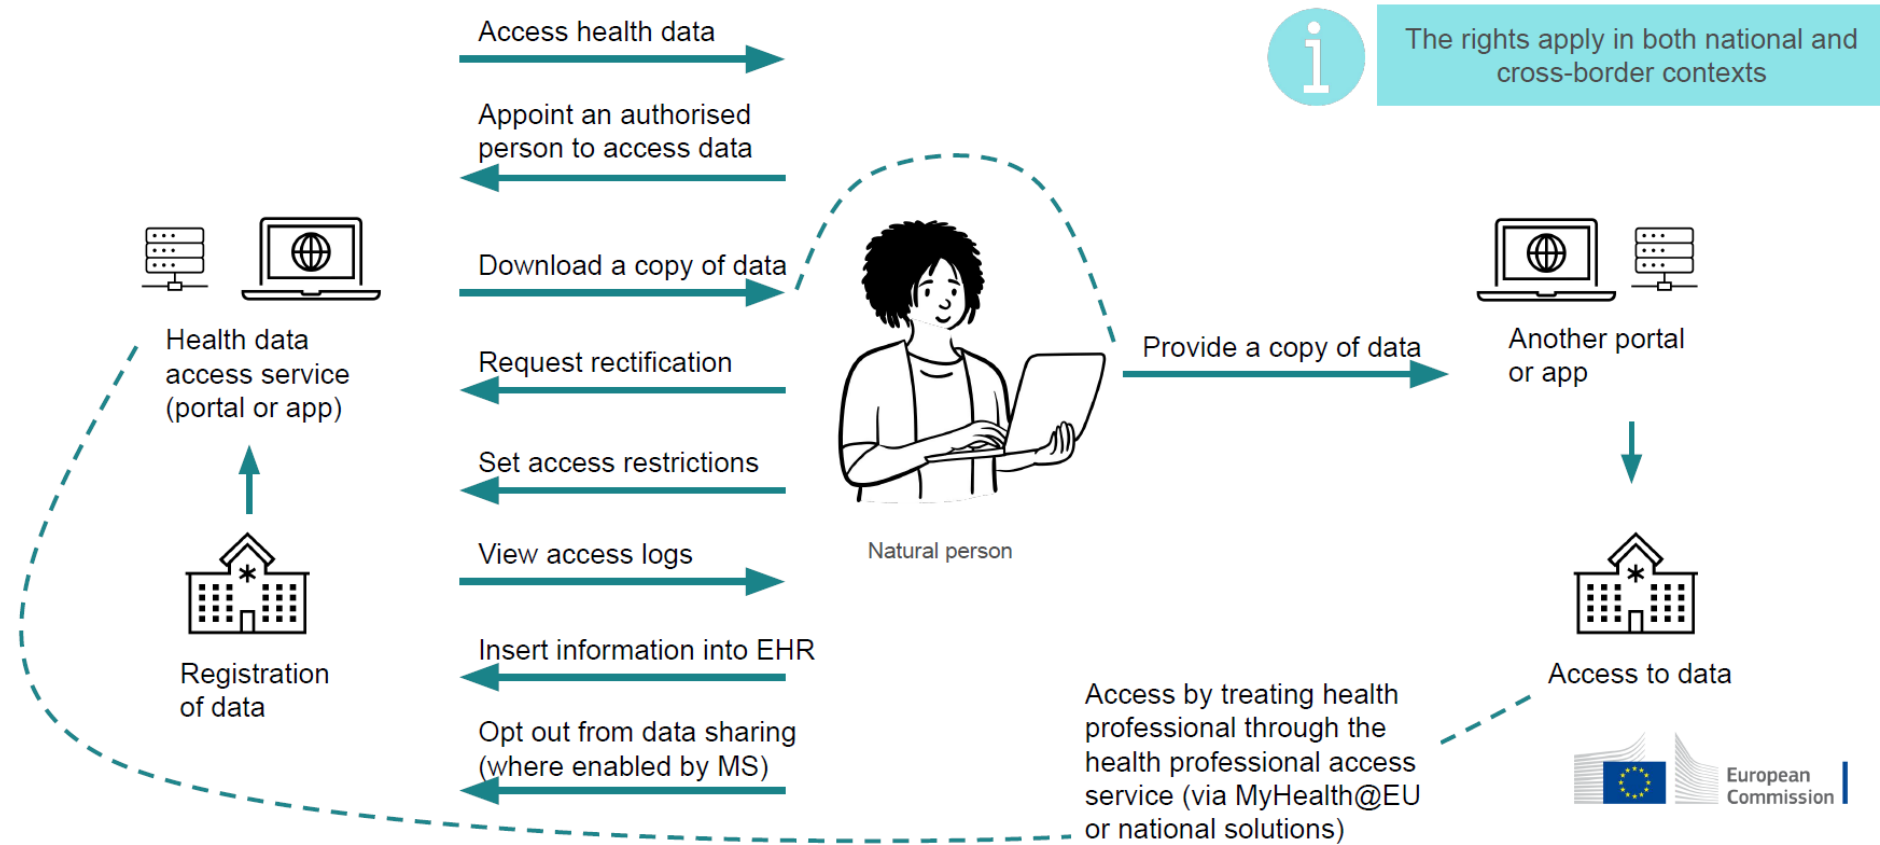 Access health data
The rights apply in both national and
cross-border contexts
Appoint an authorised
person to access data
Download a copy of data
Health data
access service
(portal or app)
Request rectification
Provide a copy of data
Another portal
or app
Set access restrictions
View access logs
Natural person
Registration
of data
Insert information into EHR
Access to data
Opt out from data sharing
(where enabled by MS)
Access by treating health
professional through the
health professional access
service (via MyHealth@EU
or national solutions)
European
Commission